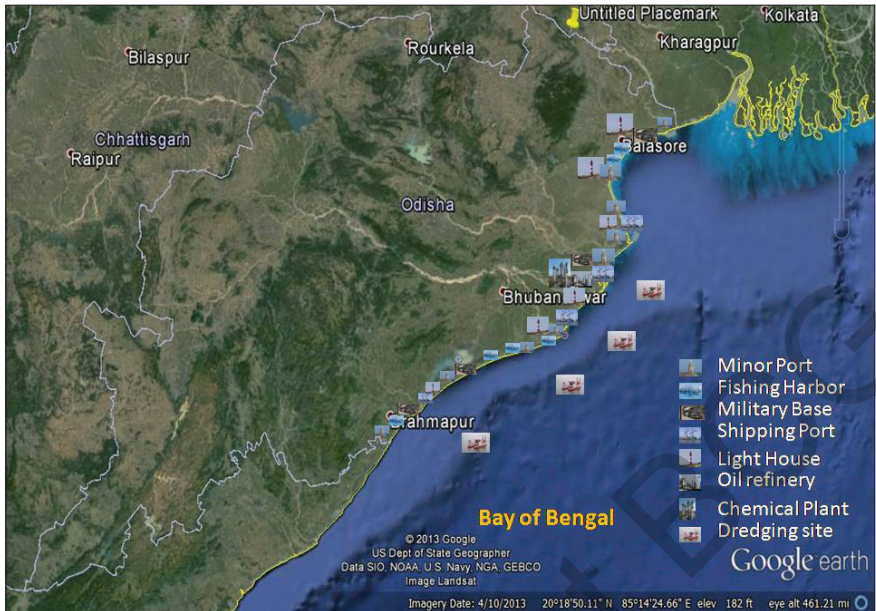 Untitled Placemark
Kolkata
Kharagpur
Rourkela
Bilaspur
Chhattisgarh
Raipur
Balasore
Odisha
Bhuban war
Brahmapur
Minor Port
Fishing Harbor
Military Base
Shipping Port
Light House
Oil refinery
Chemical Plant
Dredging site
Bay of Bengal
© 2013 Google
US Dept of State Geographer
Data SIO, NOAA, U.S. Navy, NGA, GEBCO
Image Landsat
Google earth
Imagery Date: 4/10/2013 20°18'50.11" N 85°14'24.66" E elev 182 ft eye alt 461.21 mi